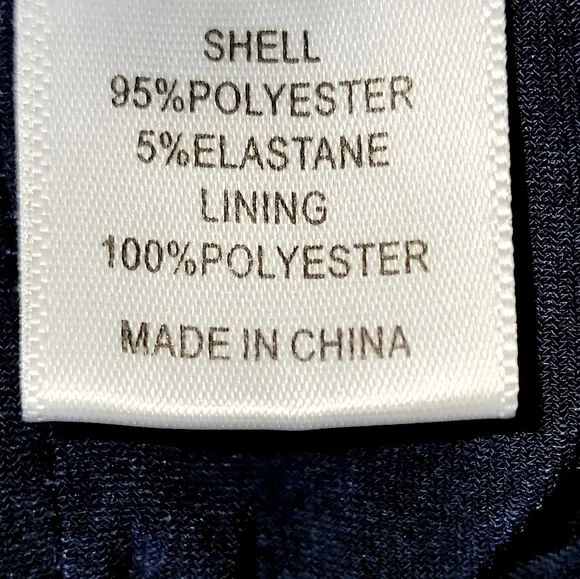 SHELL
95%POLYESTER
5%ELASTANE
LINING
100%POLYESTER
MADE IN CHINA